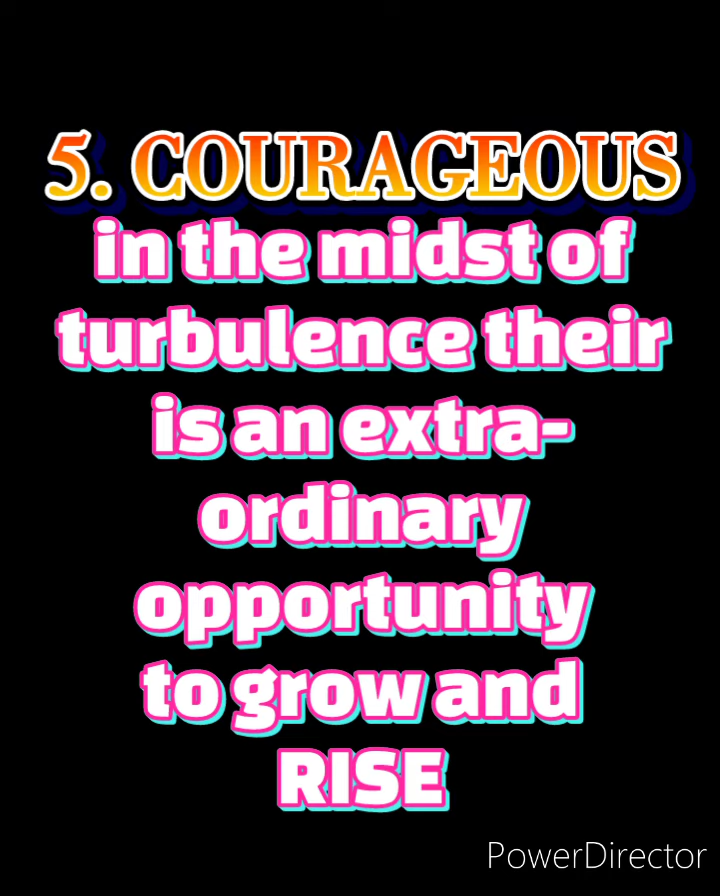 5. COURAGEOUS
in the midst of
turbulence their
is an extra-
ordinary
opportunity
to grow and
RISE
PowerDirector